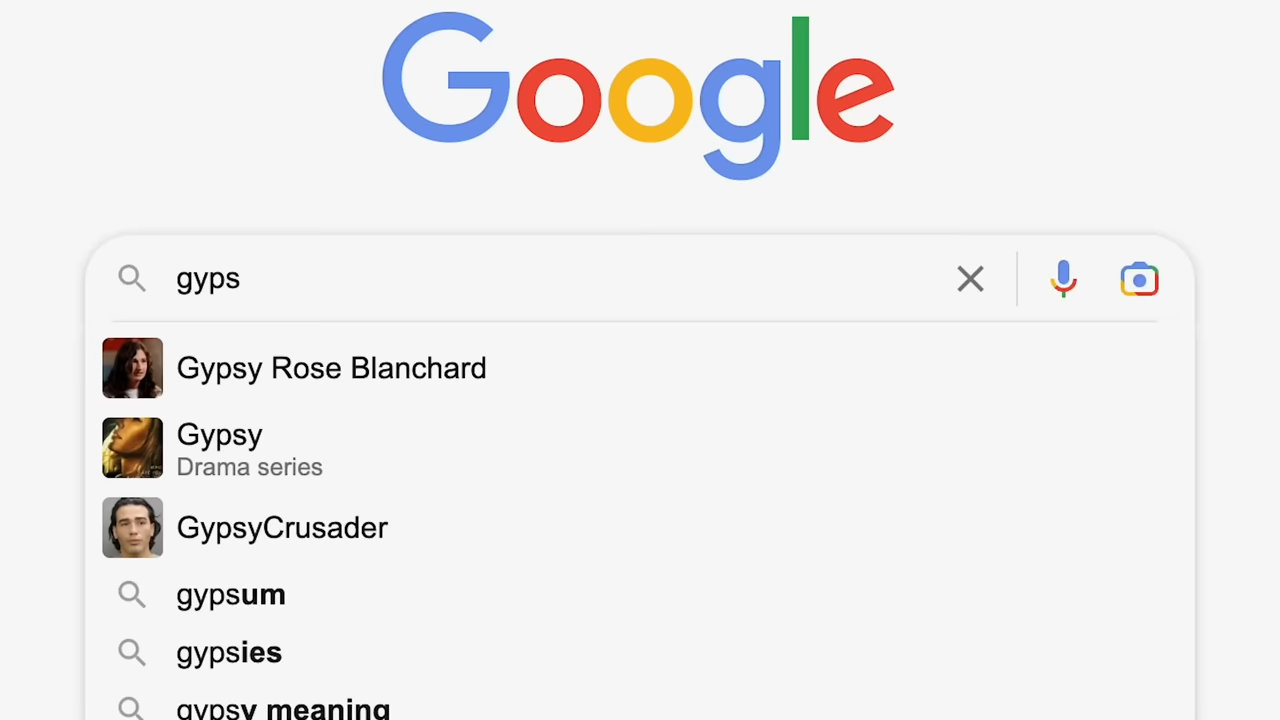 Google
gyps
Gypsy Rose Blanchard
Gypsy
Drama series
GypsyCrusader
gypsum
gypsies
gypsy meaning